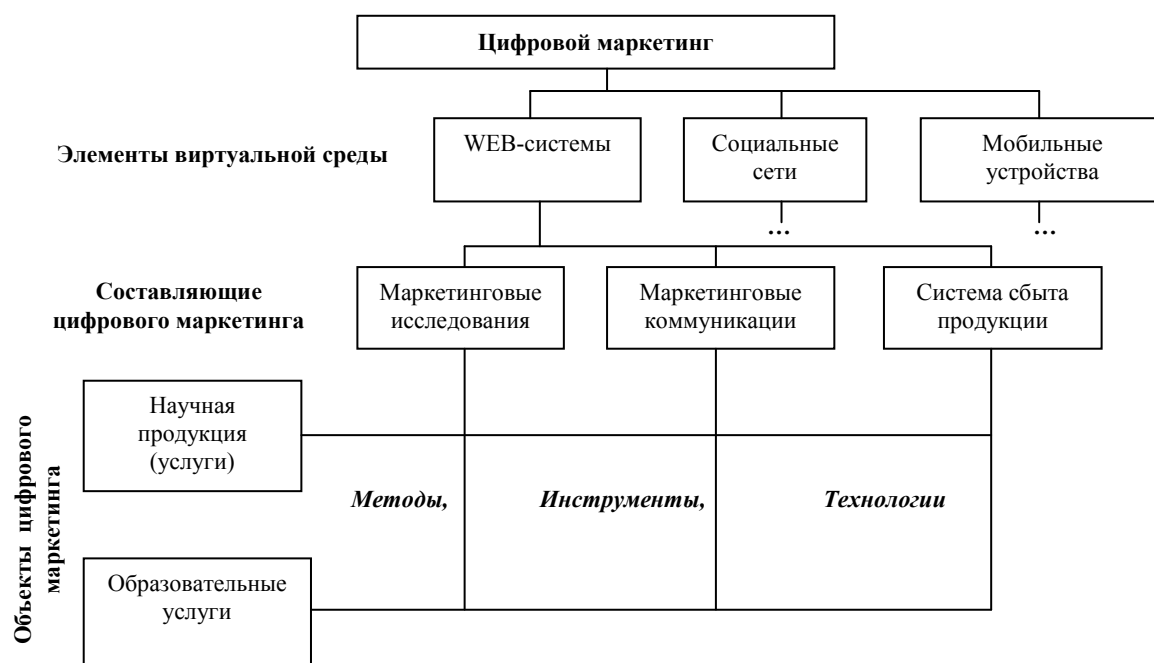 Цифровой маркетинг
Элементы виртуальной среды
WEB-системы
Социальные
сети
Мобильные
устройства
...
...
Составляющие
цифрового маркетинга
Маркетинговые
исследования
Маркетинговые
коммуникации
Система сбыта
продукции
Объекты цифрового
маркетинга
Научная
продукция
(услуги)
Методы, Инструменты, Технологии
Образовательные
услуги